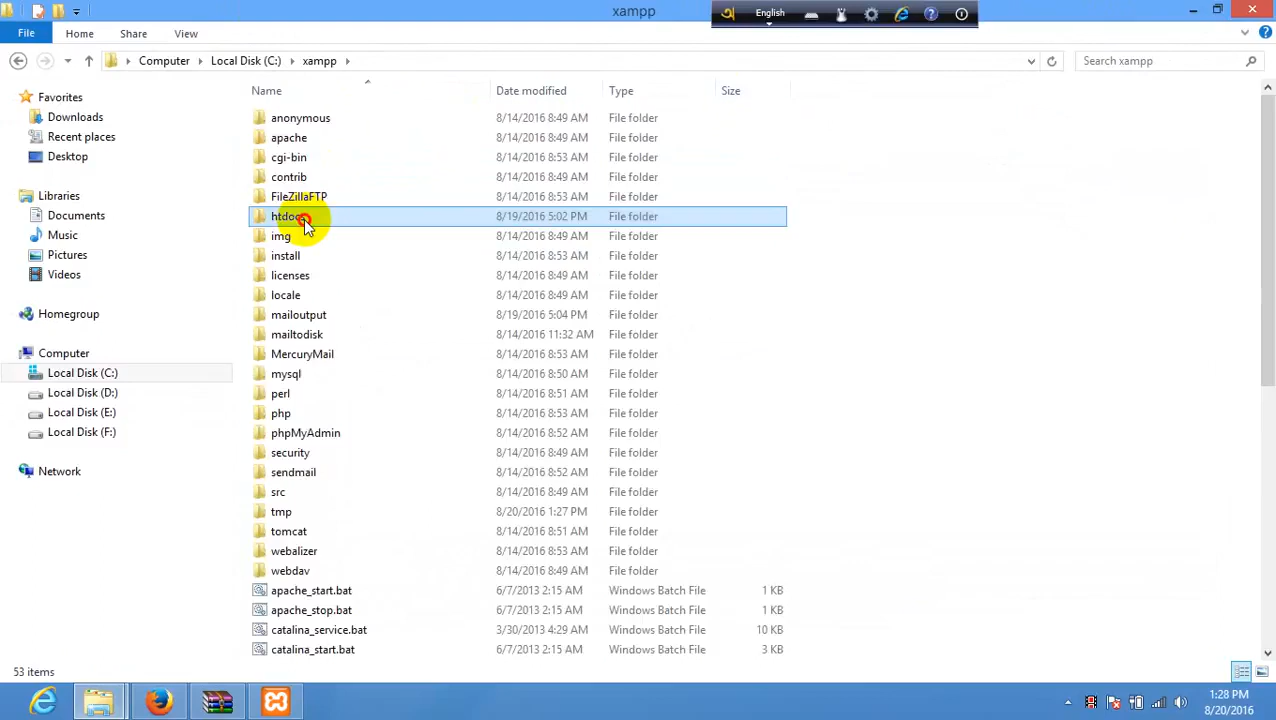 xampp
অ English
File Home Share View
Computer Local Disk (C:) xampp
Search xampp
Name Date modified Type Size
Favorites
Downloads
Recent places
Desktop
Libraries
Documents
Music
Pictures
Videos
Homegroup
Computer
Local Disk (C:)
Local Disk (D:)
Local Disk (E:)
Local Disk (F:)
Network
anonymous 8/14/2016 8:49 AM File folder
apache 8/14/2016 8:49 AM File folder
cgi-bin 8/14/2016 8:53 AM File folder
contrib 8/14/2016 8:49 AM File folder
FileZillaFTP 8/14/2016 8:53 AM File folder
8/19/2016 5:02 PM File folder
img 8/14/2016 8:49 AM File folder
install 8/14/2016 8:53 AM File folder
licenses 8/14/2016 8:49 AM File folder
locale 8/14/2016 8:49 AM File folder
mailoutput 8/19/2016 5:04 PM File folder
mailtodisk 8/14/2016 11:32 AM File folder
MercuryMail 8/14/2016 8:53 AM File folder
mysql 8/14/2016 8:50 AM File folder
perl 8/14/2016 8:51 AM File folder
php 8/14/2016 8:53 AM File folder
phpMyAdmin 8/14/2016 8:52 AM File folder
security 8/14/2016 8:49 AM File folder
sendmail 8/14/2016 8:49 AM File folder
src 8/14/2016 8:49 AM File folder
tmp 8/20/2016 1:27 PM File folder
tomcat 8/14/2016 8:51 AM File folder
webalizer 8/14/2016 8:53 AM File folder
webdav 8/14/2016 8:49 AM File folder
apache_start.bat 6/7/2013 2:15 AM Windows Batch File 1 KB
apache_stop.bat 6/7/2013 2:15 AM Windows Batch File 1 KB
catalina_service.bat 3/30/2013 4:29 AM Windows Batch File 10 KB
catalina_start.bat 6/7/2013 2:15 AM Windows Batch File 3 KB
53 items
1:28 PM
8/20/2016